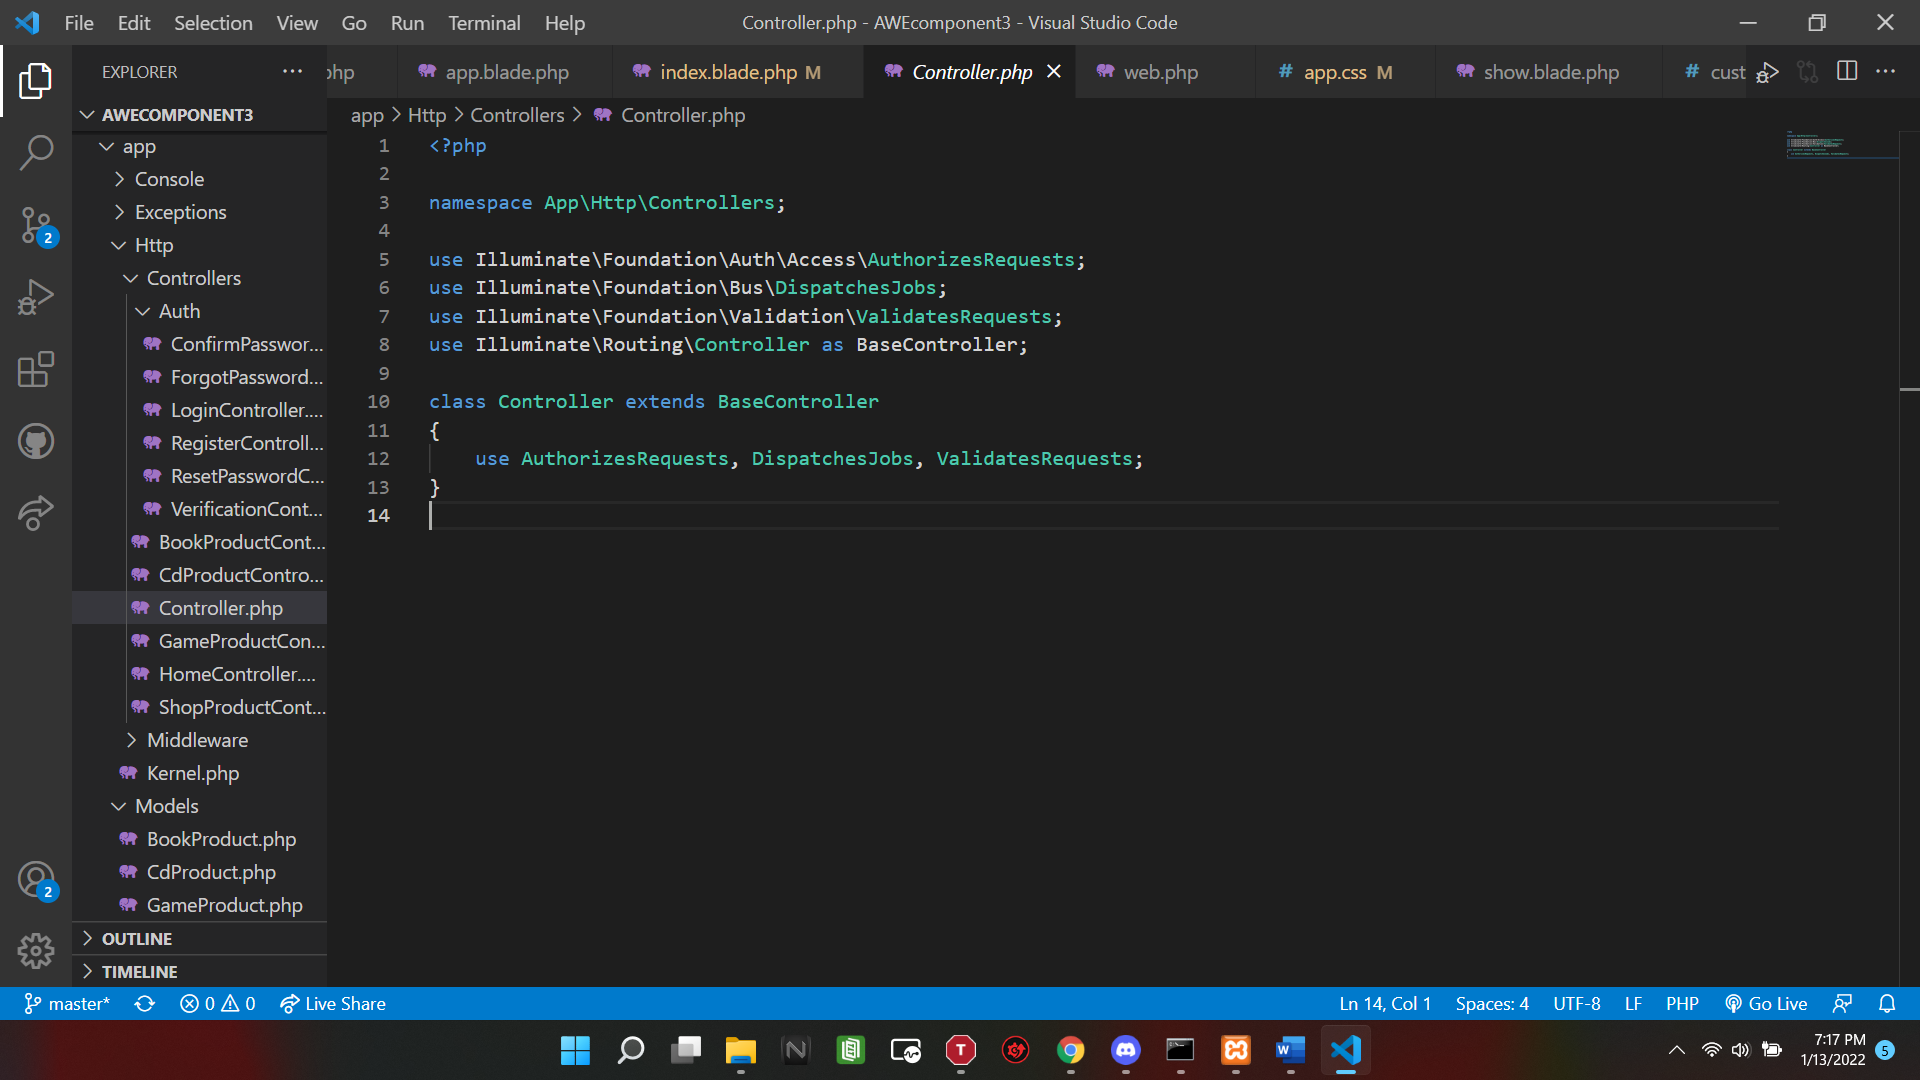 File Edit Selection View Go Run Terminal Help
Controller.php - AWEcomponent3 - Visual Studio Code
EXPLORER
php
app.blade.php
index.blade.php M
Controller.php
web.php
# app.css M
show.blade.php
# cust
AWECOMPONENT3
app > Http > Controllers > Controller.php
app
Console
Exceptions
Http
Controllers
Auth
ConfirmPasswor...
ForgotPassword...
LoginController....
RegisterControll...
ResetPasswordC...
VerificationCont...
BookProductCont...
CdProductContro...
Controller.php
GameProductCon...
HomeController....
ShopProductCont...
Middleware
Kernel.php
Models
BookProduct.php
CdProduct.php
GameProduct.php
OUTLINE
TIMELINE
2
2
1 <?php
2
3 namespace App\Http\Controllers;
4
5 use Illuminate\Foundation\Auth\Access\AuthorizesRequests;
6 use Illuminate\Foundation\Bus\DispatchesJobs;
7 use Illuminate\Foundation\Validation\ValidatesRequests;
8 use Illuminate\Routing\Controller as BaseController;
9
10 class Controller extends BaseController
11 {
12 use AuthorizesRequests, DispatchesJobs, ValidatesRequests;
13 }
14
master* 0 0 Live Share
Ln 14, Col 1 Spaces: 4 UTF-8 LF PHP Go Live
7:17 PM
1/13/2022
5